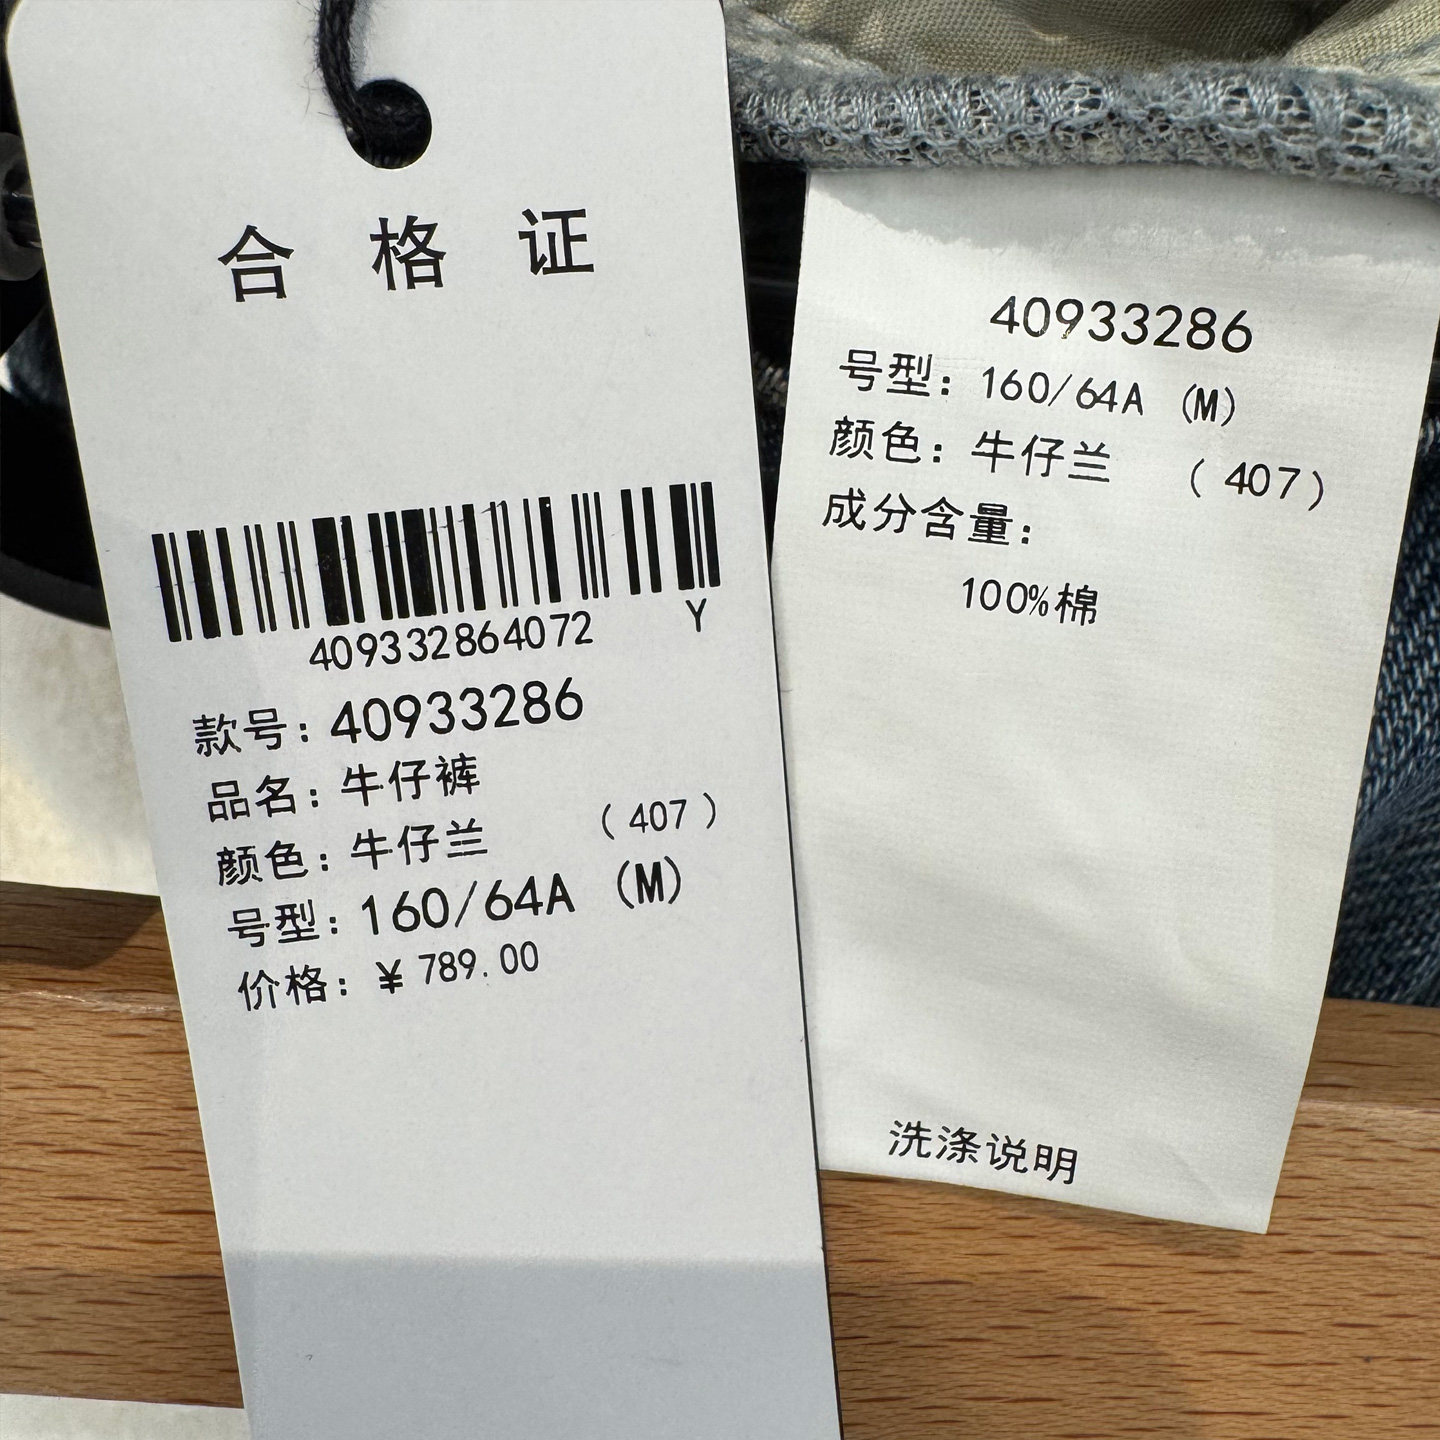 合格证
409332864072 Y
款号：40933286
品名：牛仔裤
颜色：牛仔兰 （407）
号型：160/64A （M）
价格：¥ 789.00
40933286
号型：160/64A （M）
颜色：牛仔兰 （407）
成分含量：
100%棉
洗涤说明